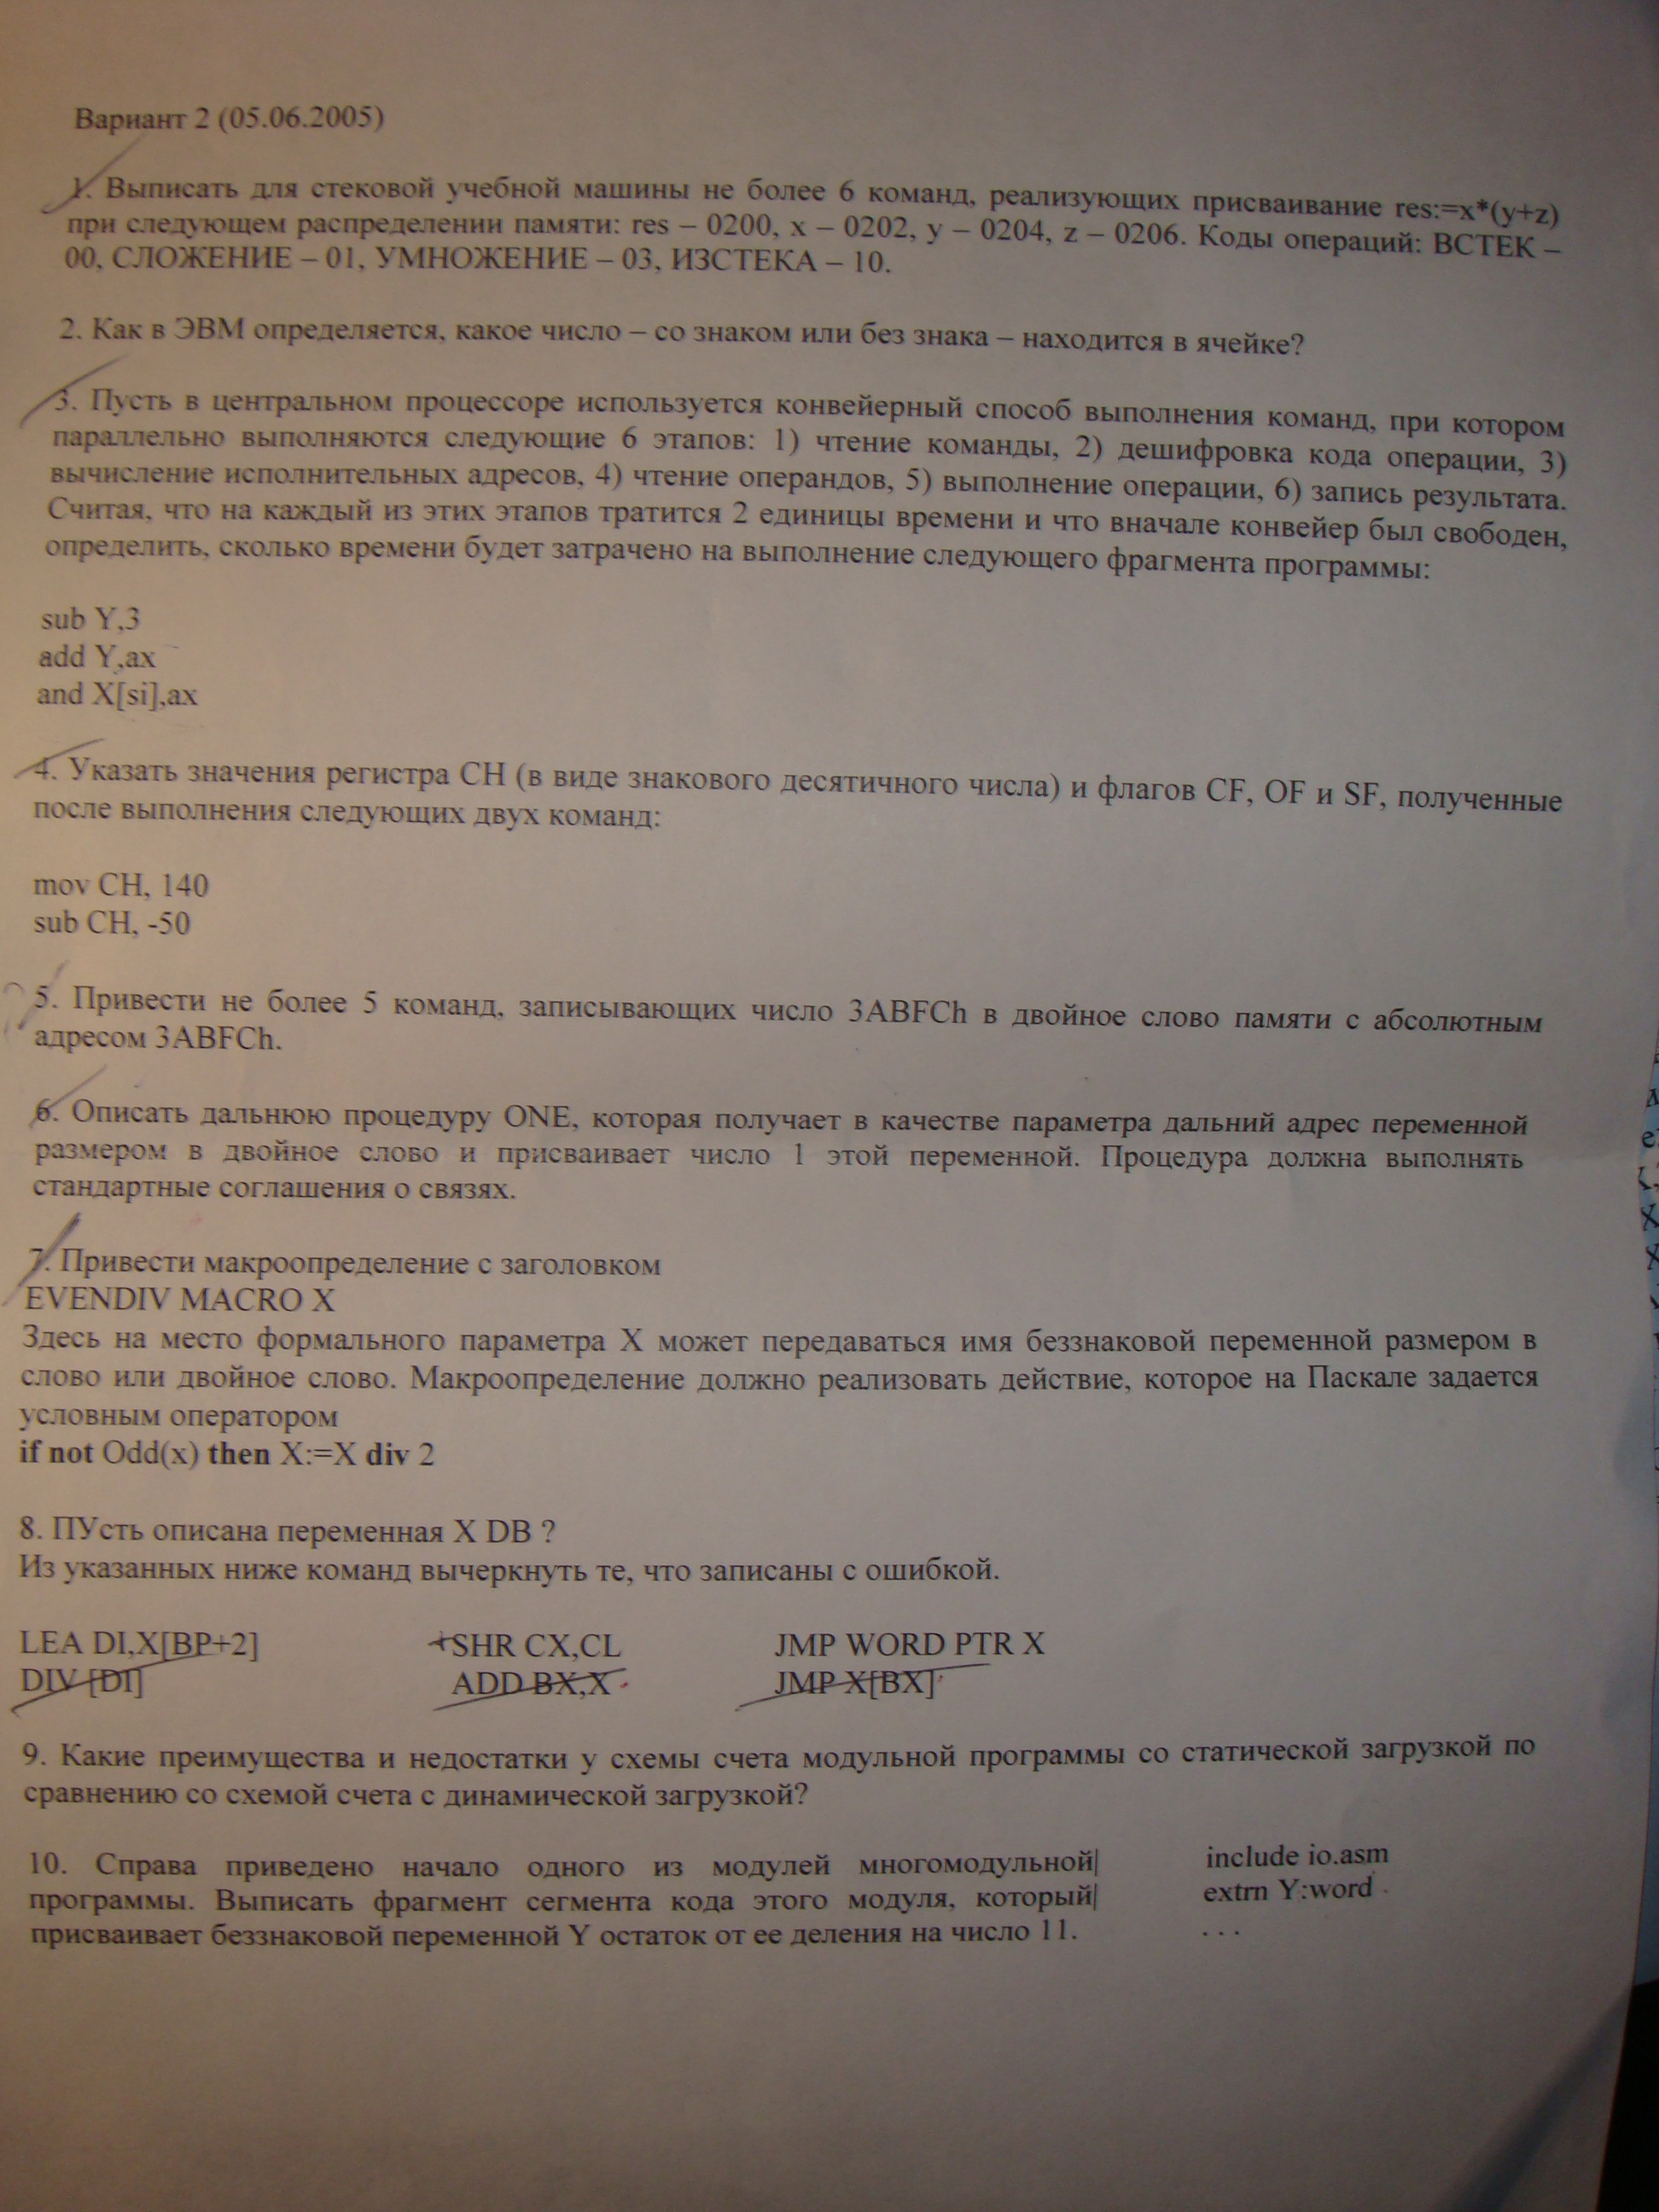 Вариант 2 (05.06.2005)
1. Выписать для стековой учебной машины не более 6 команд, реализующих присваивание res:=x*(y+z)
при следующем распределении памяти: res – 0200, x – 0202, y – 0204, z – 0206. Коды операций: ВСТЕК –
00, СЛОЖЕНИЕ – 01, УМНОЖЕНИЕ – 03, ИЗСТЕКА – 10.
2. Как в ЭВМ определяется, какое число – со знаком или без знака – находится в ячейке?
3. Пусть в центральном процессоре используется конвейерный способ выполнения команд, при котором
параллельно выполняются следующие 6 этапов: 1) чтение команды, 2) дешифровка кода операции, 3)
вычисление исполнительных адресов, 4) чтение операндов, 5) выполнение операции, 6) запись результата.
Считая, что на каждый из этих этапов тратится 2 единицы времени и что вначале конвейер был свободен,
определить, сколько времени будет затрачено на выполнение следующего фрагмента программы:
sub Y,3
add Y,ax
and X[si],ax
4. Указать значения регистра CH (в виде знакового десятичного числа) и флагов CF, OF и SF, полученные
после выполнения следующих двух команд:
mov CH, 140
sub CH, -50
5. Привести не более 5 команд, записывающих число 3ABFCh в двойное слово памяти с абсолютным
адресом 3ABFCh.
6. Описать дальнюю процедуру ONE, которая получает в качестве параметра дальний адрес переменной
размером в двойное слово и присваивает число 1 этой переменной. Процедура должна выполнять
стандартные соглашения о связях.
7. Привести макроопределение с заголовком
EVENDIV MACRO X
Здесь на место формального параметра X может передаваться имя беззнаковой переменной размером в
слово или двойное слово. Макроопределение должно реализовать действие, которое на Паскале задается
условным оператором
if not Odd(x) then X:=X div 2
8. ПУсть описана переменная X DB ?
Из указанных ниже команд вычеркнуть те, что записаны с ошибкой.
LEA DI,X[BP+2] SHR CX,CL JMP WORD PTR X
DIV [DI] ADD BX,X JMP X[BX]
9. Какие преимущества и недостатки у схемы счета модульной программы со статической загрузкой по
сравнению со схемой счета с динамической загрузкой?
10. Справа приведено начало одного из модулей многомодульной| include io.asm
программы. Выписать фрагмент сегмента кода этого модуля, который| extrn Y:word
присваивает беззнаковой переменной Y остаток от ее деления на число 11. . . .